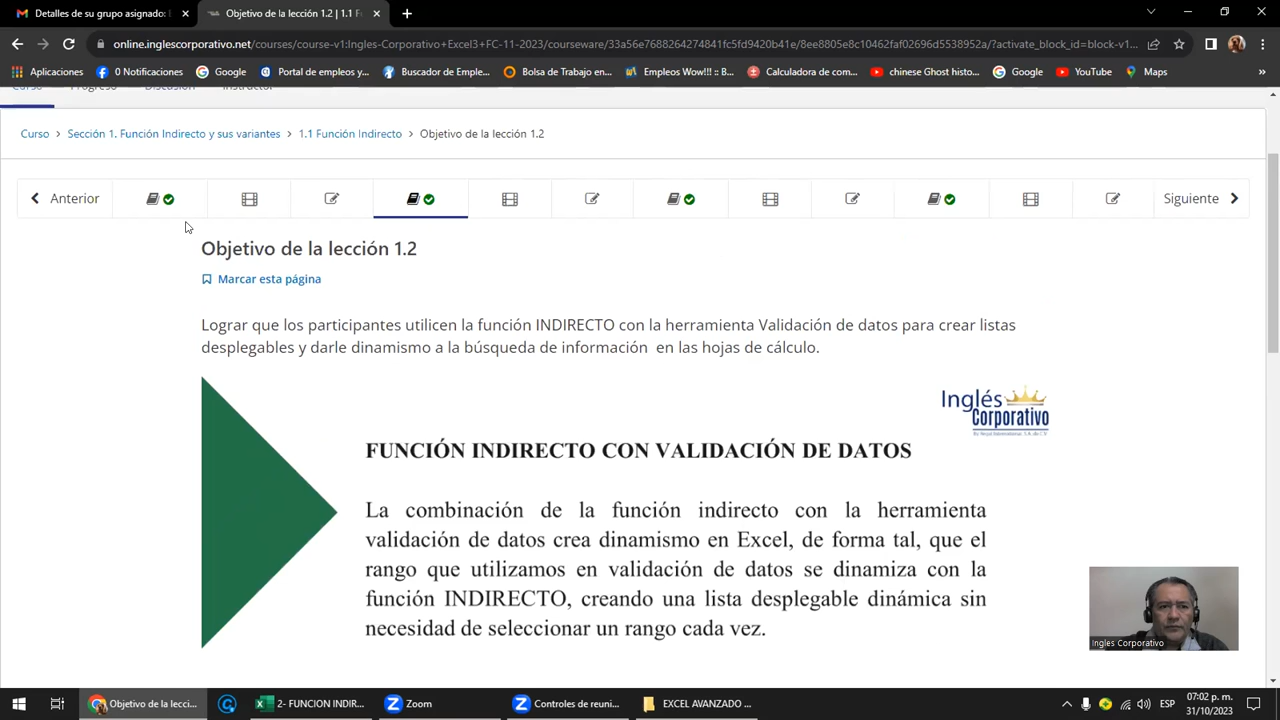 Detalles de su grupo asignado:
Objetivo de la lección 1.2 | 1.1 F
online.inglescorporativo.net/courses/course-v1:Ingles-Corporativo+Excel3+FC-11-2023/courseware/33a56e7688264274841fc5fd9420b41e/8ee8805e8c10462faf02696d5538952a/?activate_block_id=block-v1...
Aplicaciones
0 Notificaciones
Google
Portal de empleos y...
Buscador de Emple...
Bolsa de Trabajo en...
Empleos Wow!!! :: B...
Calculadora de com...
chinese Ghost histo...
Google
YouTube
Maps
Curso Progreso Discusión Instructor
Curso > Sección 1. Función Indirecto y sus variantes > 1.1 Función Indirecto > Objetivo de la lección 1.2
Anterior
Siguiente
Objetivo de la lección 1.2
Marcar esta página
Lograr que los participantes utilicen la función INDIRECTO con la herramienta Validación de datos para crear listas
desplegables y darle dinamismo a la búsqueda de información en las hojas de cálculo.
Inglés
Corporativo
FUNCIÓN INDIRECTO CON VALIDACIÓN DE DATOS
La combinación de la función indirecto con la herramienta
validación de datos crea dinamismo en Excel, de forma tal, que el
rango que utilizamos en validación de datos se dinamiza con la
función INDIRECTO, creando una lista desplegable dinámica sin
necesidad de seleccionar un rango cada vez.
Ingles Corporativo
Objetivo de la lecci...
2- FUNCION INDIR...
Zoom
Controles de reuni...
EXCEL AVANZADO ...
ESP
07:02 p. m.
31/10/2023